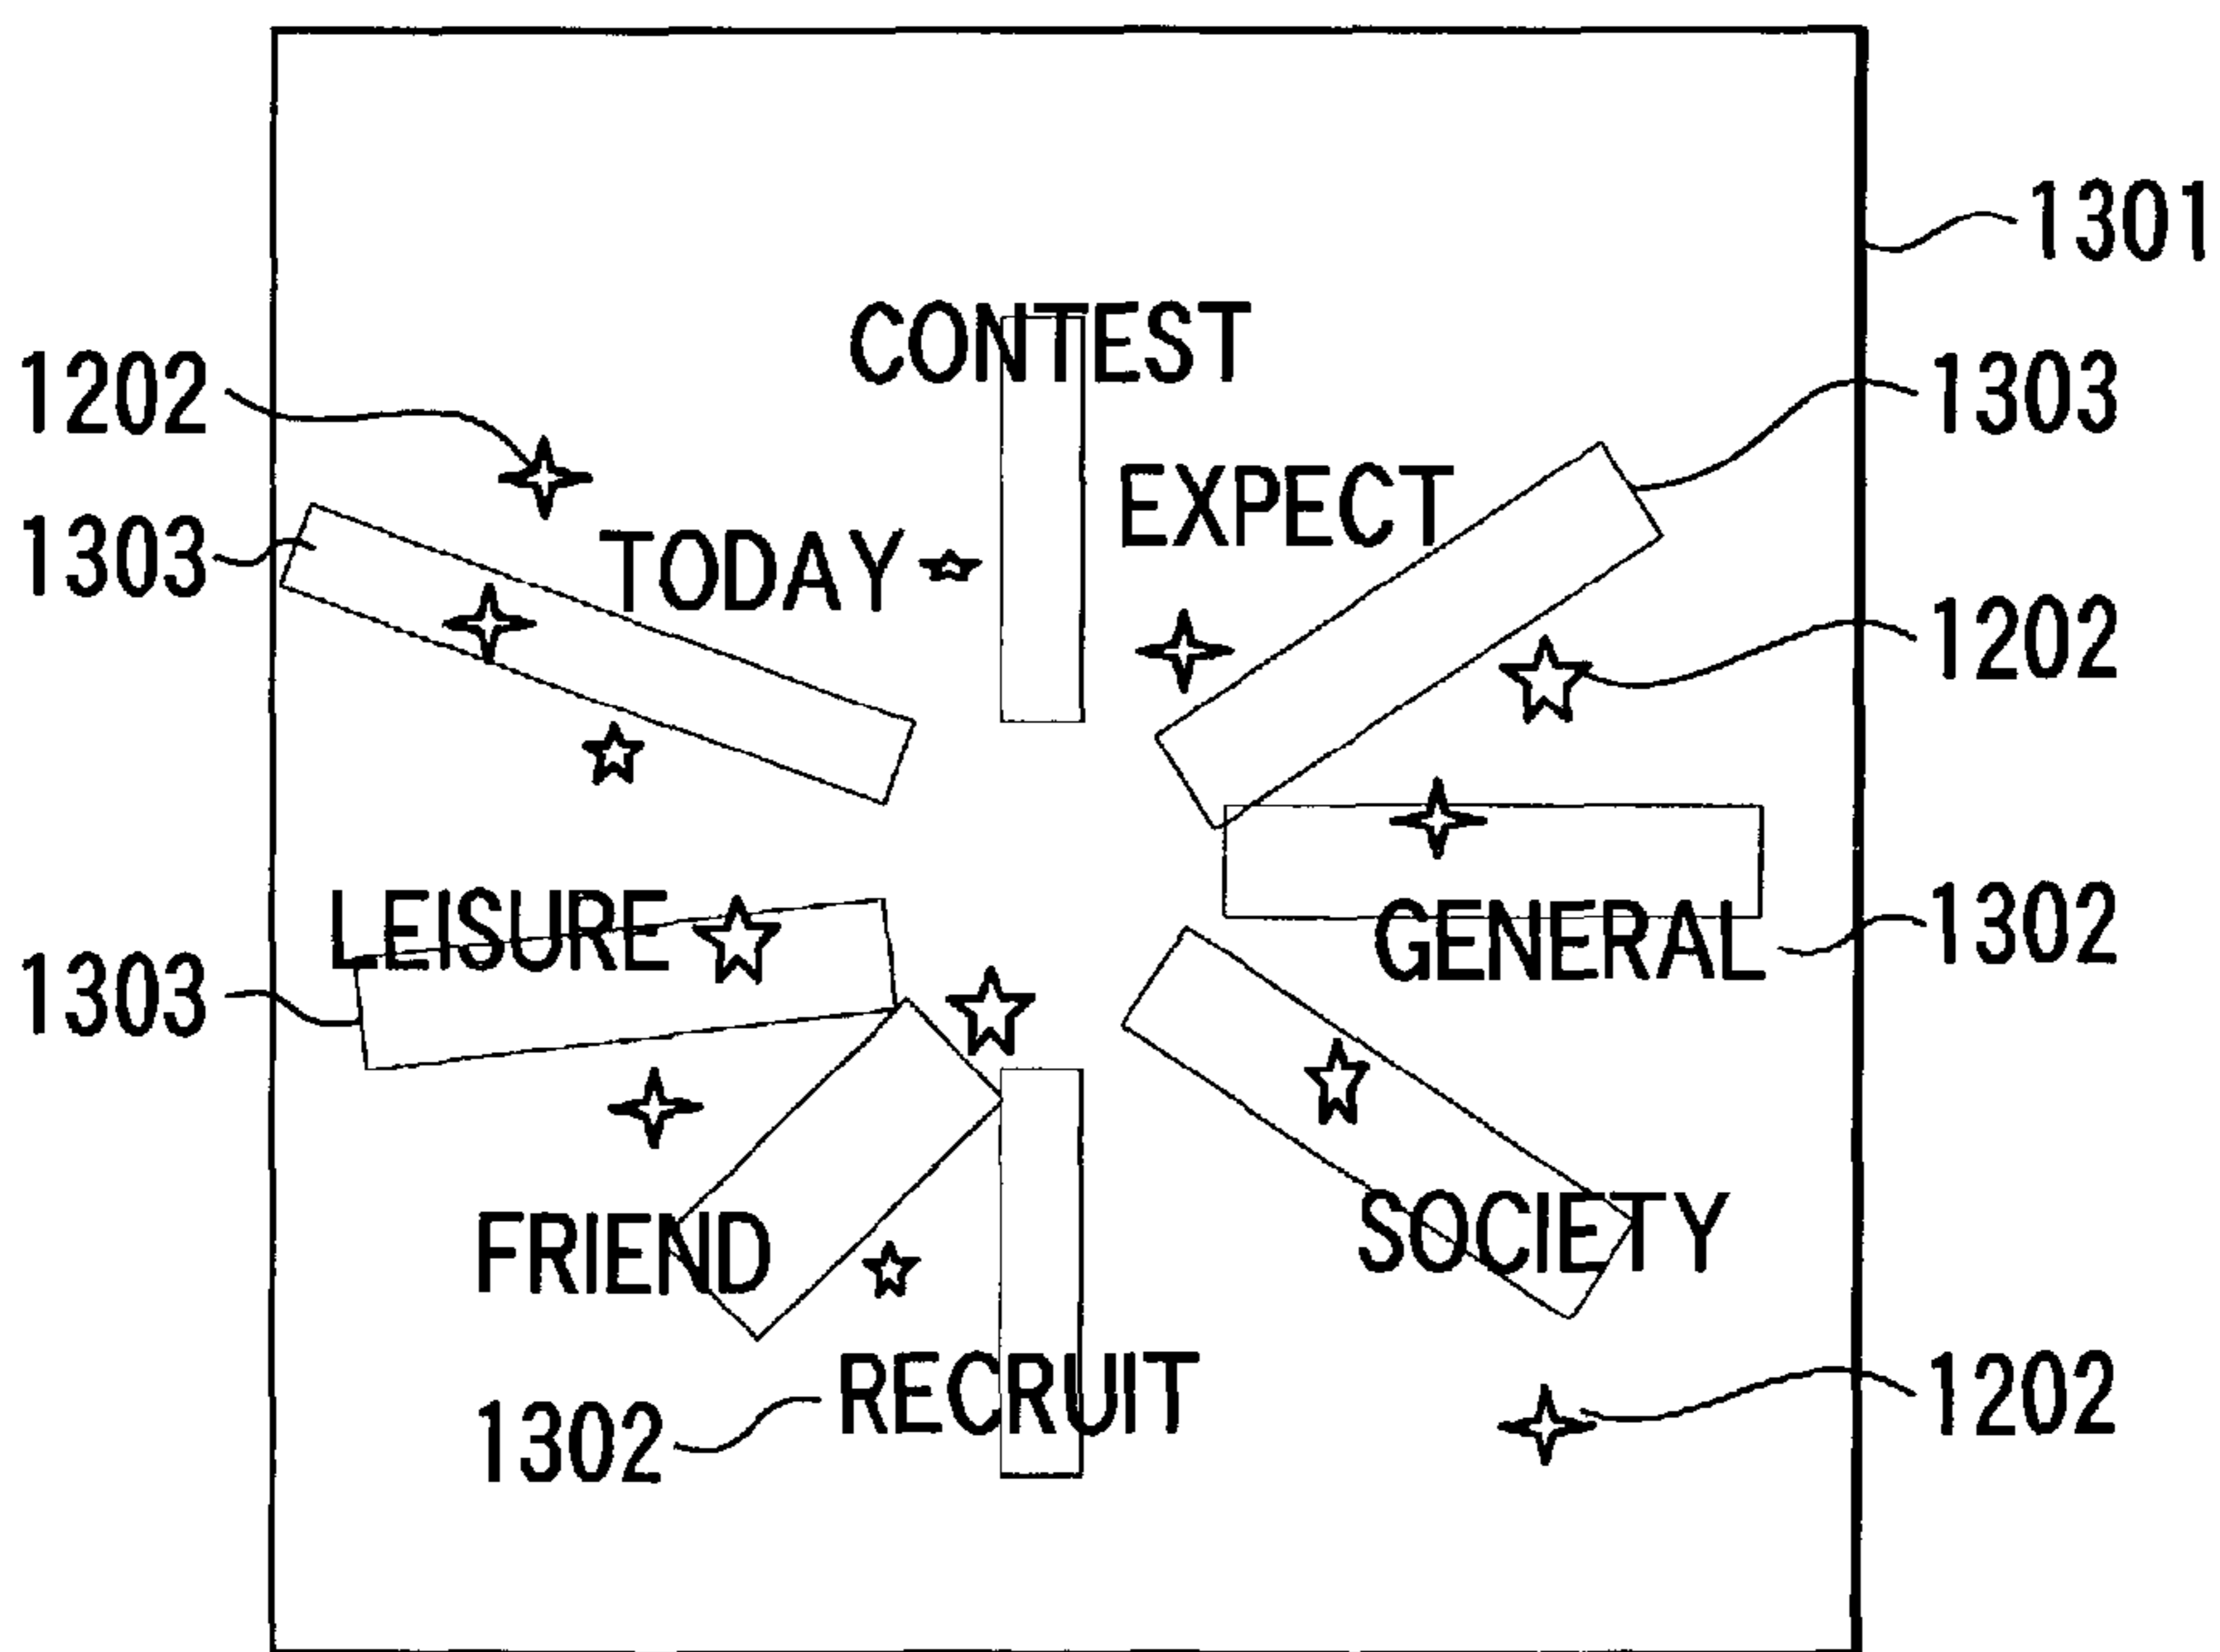 1301
CONTEST
1202
1303
EXPECT
1303
TODAY
1202
LEISURE
GENERAL
1302
1303
FRIEND
SOCIETY
RECRUIT
1302
1202